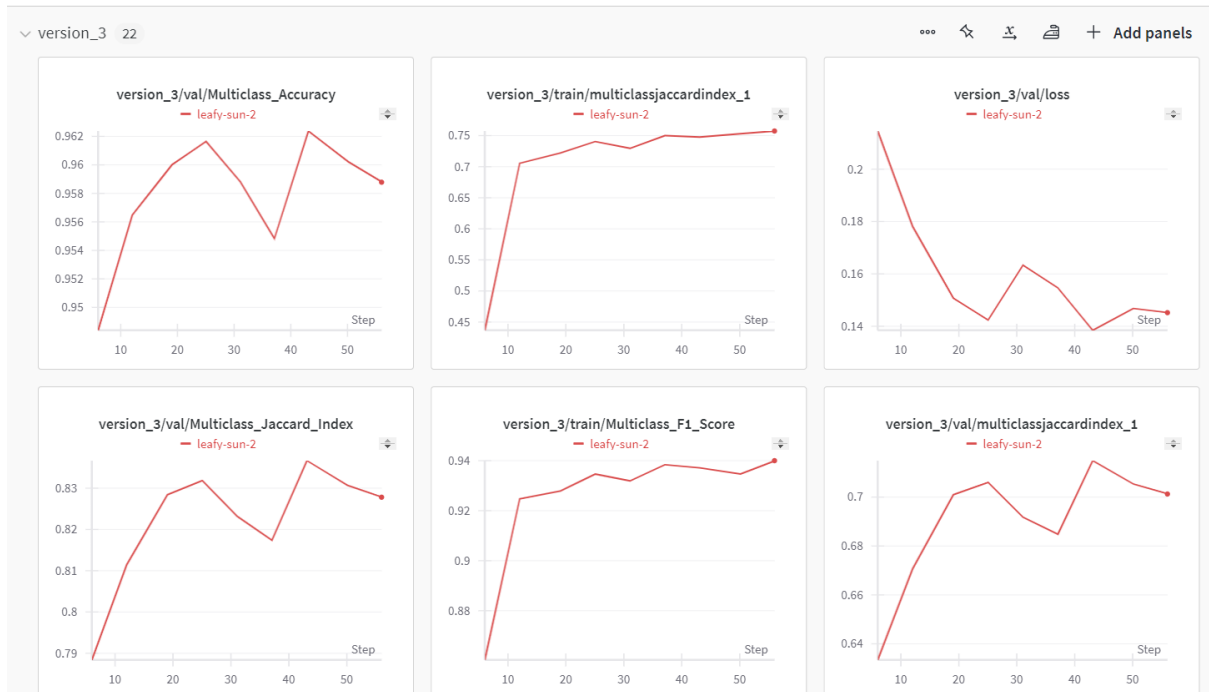 version_3 22
Add panels
version_3/val/Multiclass_Accuracy
leafy-sun-2
0.962
0.96
0.958
0.956
0.954
0.952
0.95
Step
10 20 30 40 50
version_3/train/multiclassjaccardindex_1
leafy-sun-2
0.75
0.7
0.65
0.6
0.55
0.5
0.45
Step
10 20 30 40 50
version_3/val/loss
leafy-sun-2
0.2
0.18
0.16
0.14
Step
10 20 30 40 50
version_3/val/Multiclass_Jaccard_Index
leafy-sun-2
0.83
0.82
0.81
0.8
0.79
Step
10 20 30 40 50
version_3/train/Multiclass_F1_Score
leafy-sun-2
0.94
0.92
0.9
0.88
Step
10 20 30 40 50
version_3/val/multiclassjaccardindex_1
leafy-sun-2
0.7
0.68
0.66
0.64
Step
10 20 30 40 50